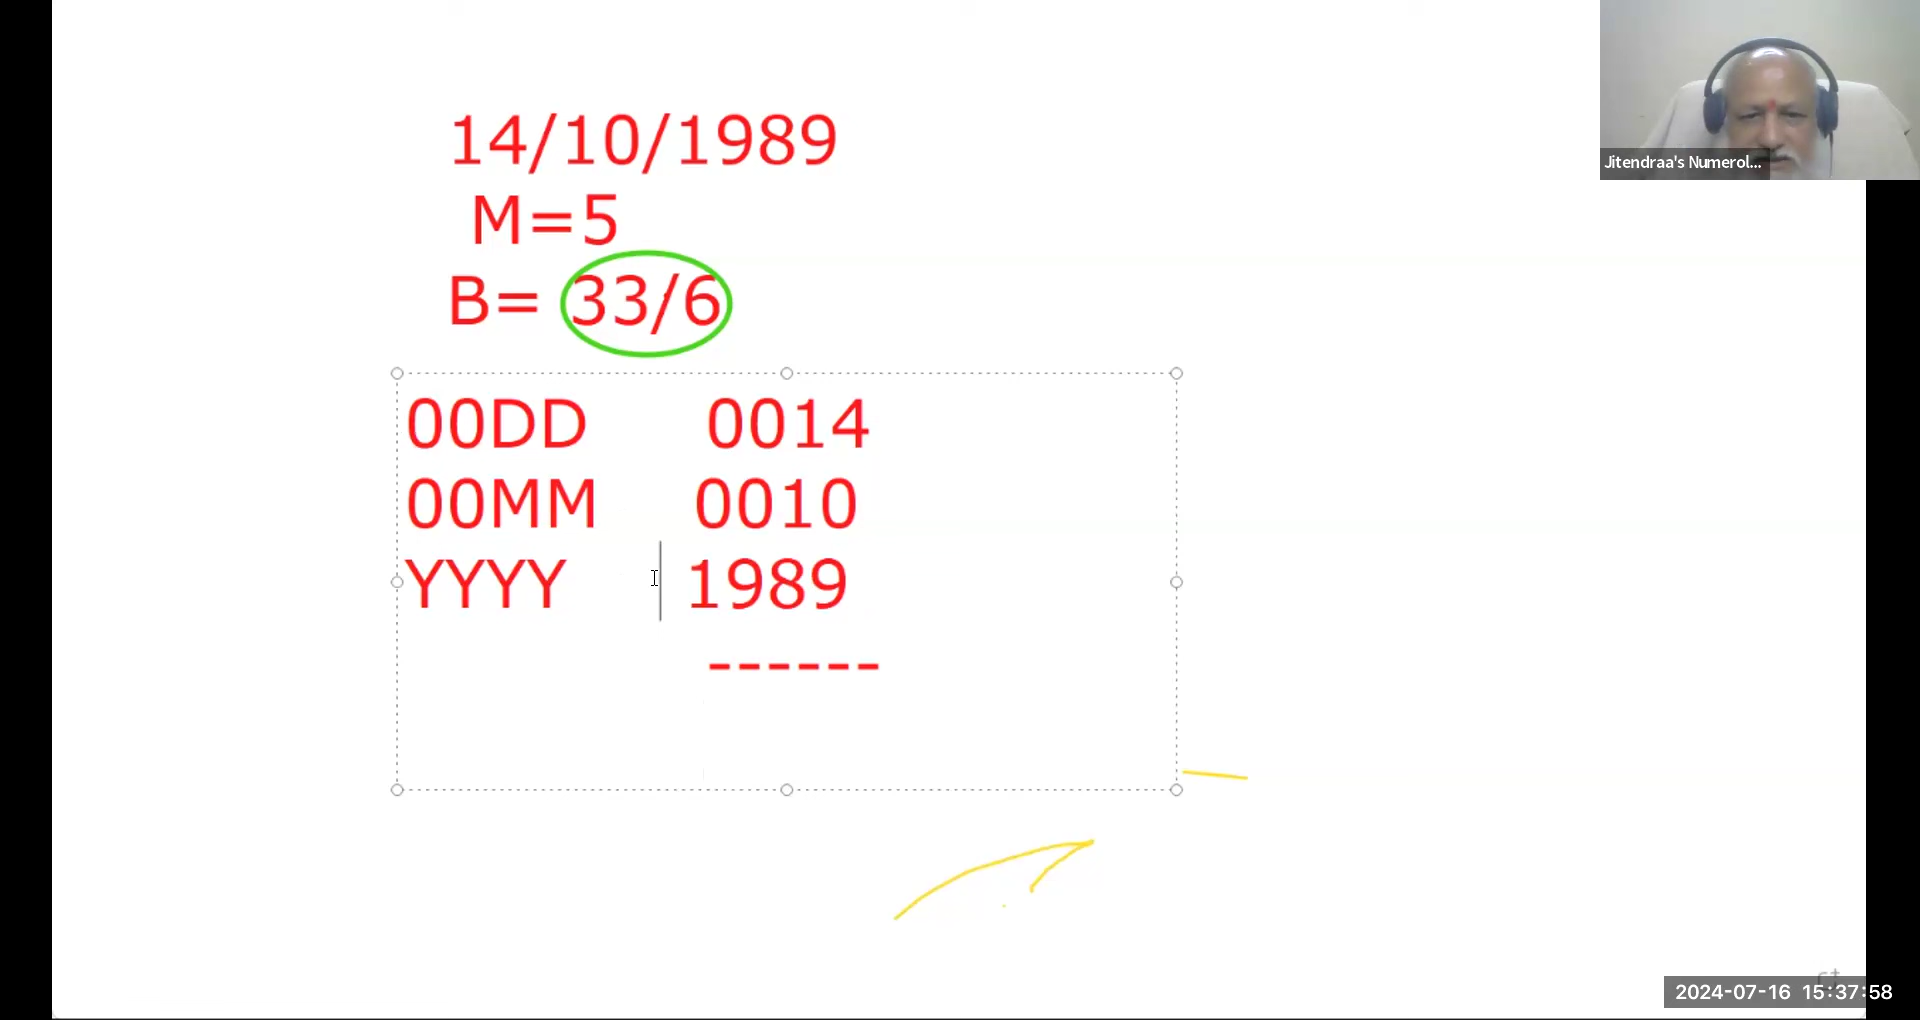 14/10/1989
M=5
B= 33/6
00DD 0014
00MM 0010
YYYY 1989
------
Jitendraa's Numerol...
2024-07-16 15:37:58